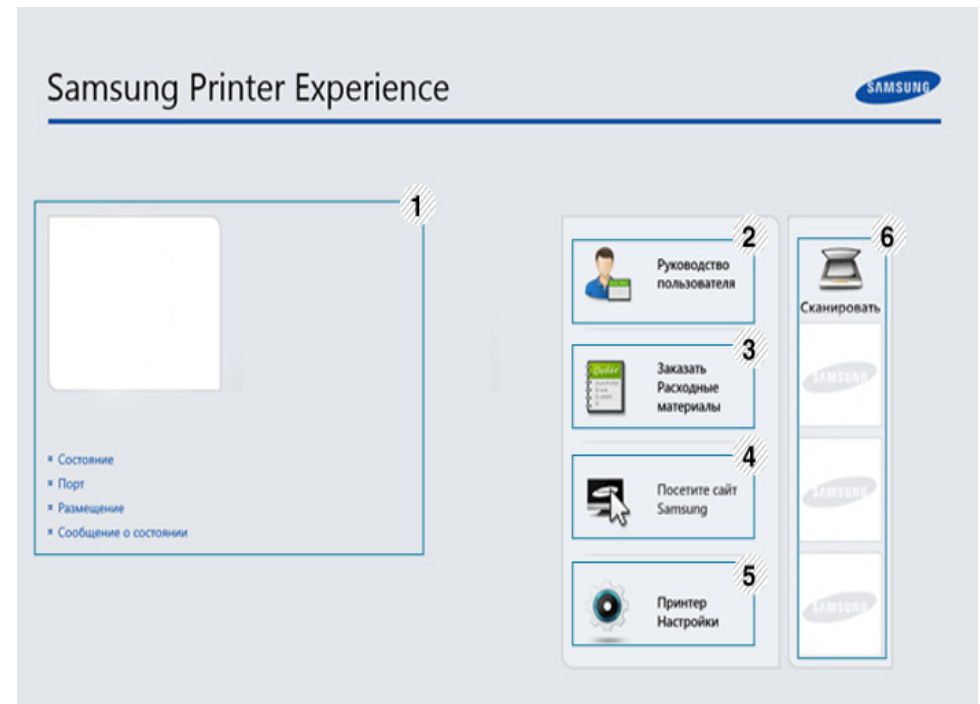 Samsung Printer Experience
SAMSUNG
1
Состояние
Порт
Размещение
Сообщение о состоянии
2
Руководство
пользователя
3
Order
Заказать
Расходные
материалы
4
Посетите сайт
Samsung
5
Принтер
Настройки
6
Сканировать
SAMSUNG
SAMSUNG
SAMSUNG